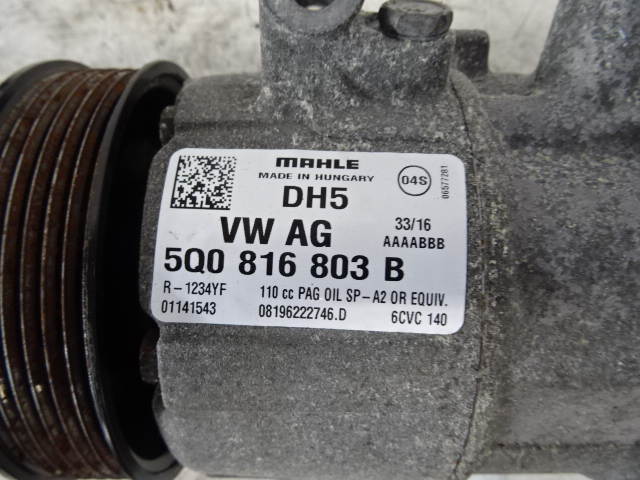 MAHLE
MADE IN HUNGARY
04S
06577281
DH5
VW AG
33/16
AAAABBB
5Q0 816 803 B
R-1234YF
110 cc PAG OIL SP-A2 OR EQUIV.
01141543
08196222746.D
6CVC 140